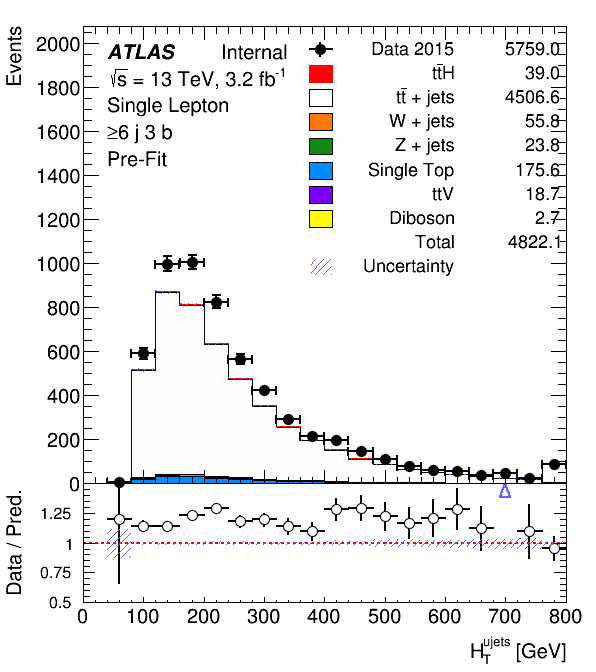 Events
ATLAS Internal
√s = 13 TeV, 3.2 fb⁻¹
Single Lepton
≥6 j 3 b
Pre-Fit
Data 2015 5759.0
tt̄H 39.0
tt̄ + jets 4506.6
W + jets 55.8
Z + jets 23.8
Single Top 175.6
ttV 18.7
Diboson 2.7
Total 4822.1
Uncertainty
2000
1800
1600
1400
1200
1000
800
600
400
200
0
Data / Pred.
1.25
1
0.75
0.5
0 100 200 300 400 500 600 700 800
H_T^ujets [GeV]